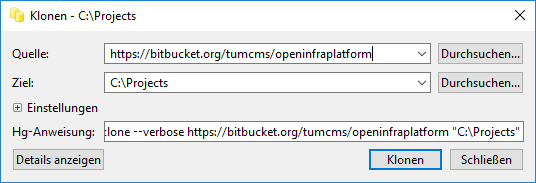 Klonen - C:\Projects
Quelle: https://bitbucket.org/tumcms/openinfraplatform Durchsuchen...
Ziel: C:\Projects Durchsuchen...
Einstellungen
Hg-Anweisung: clone --verbose https://bitbucket.org/tumcms/openinfraplatform "C:\Projects"
Details anzeigen Klonen Schließen